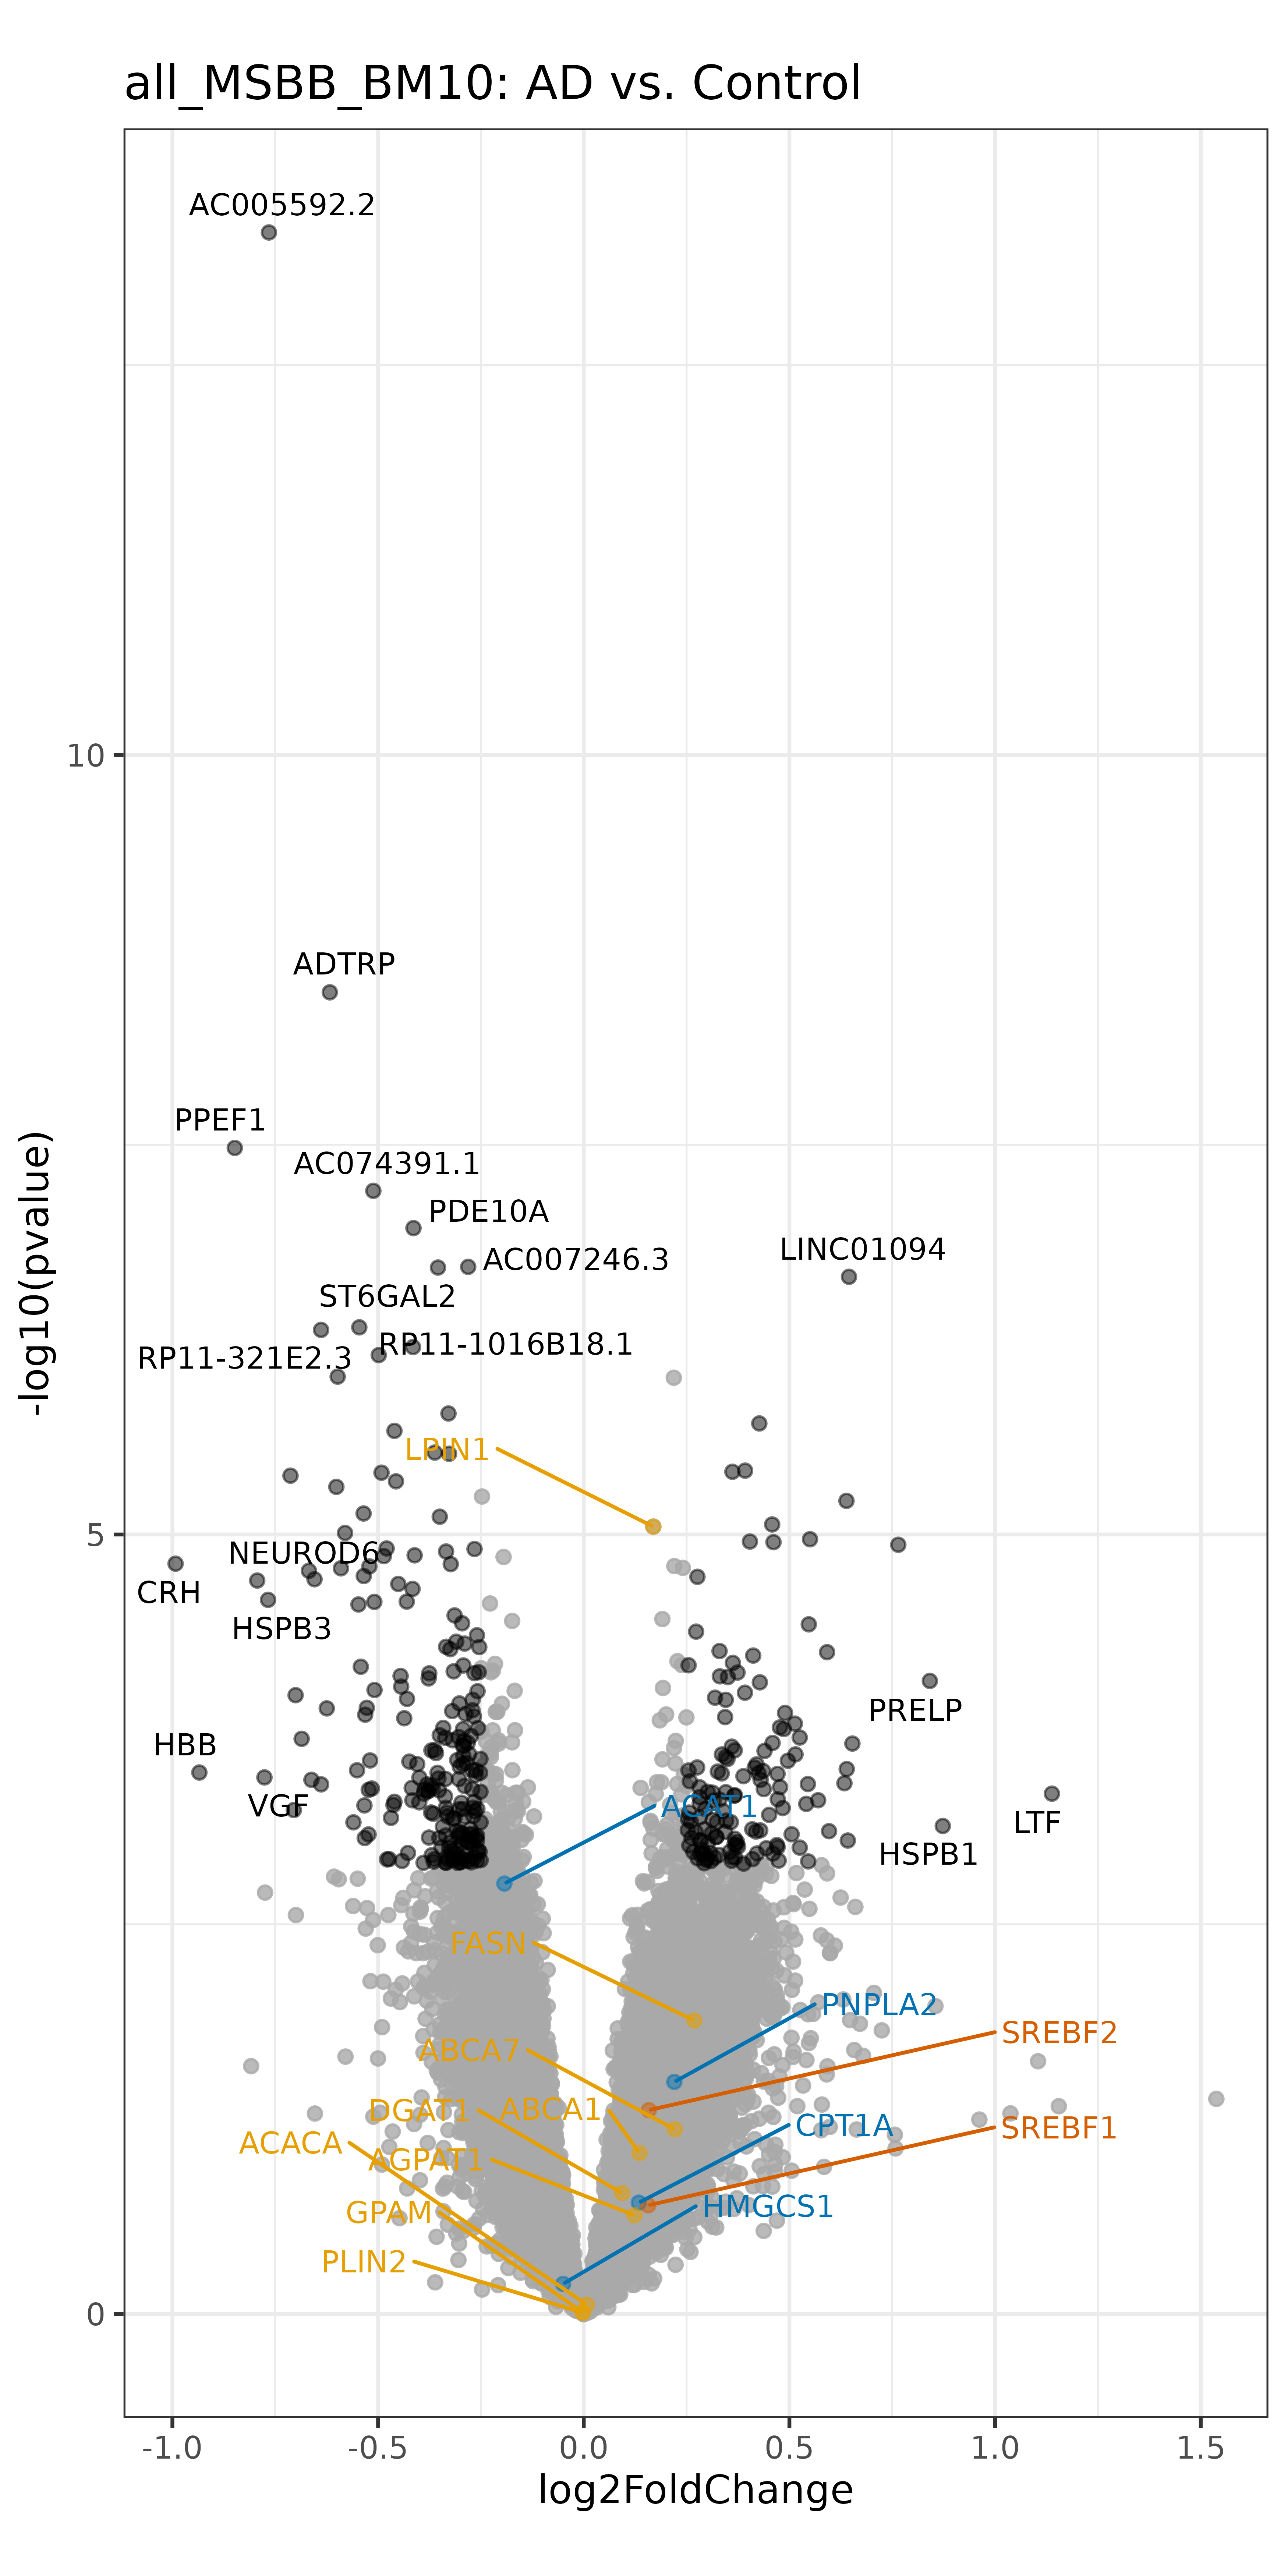 all_MSBB_BM10: AD vs. Control
AC005592.2
10
ADTRP
PPEF1
AC074391.1
PDE10A
AC007246.3
LINC01094
ST6GAL2
RP11-1016B18.1
RP11-321E2.3
LPIN1
5
NEUROD6
CRH
HSPB3
PRELP
HBB
VGF
ACAT1
LTF
HSPB1
FASN
PNPLA2
SREBF2
ABCA7
DGAT1
ABCA1
CPT1A
SREBF1
ACACA
AGPAT1
HMGCS1
GPAM
PLIN2
0
-log10(pvalue)
-1.0 -0.5 0.0 0.5 1.0 1.5
log2FoldChange